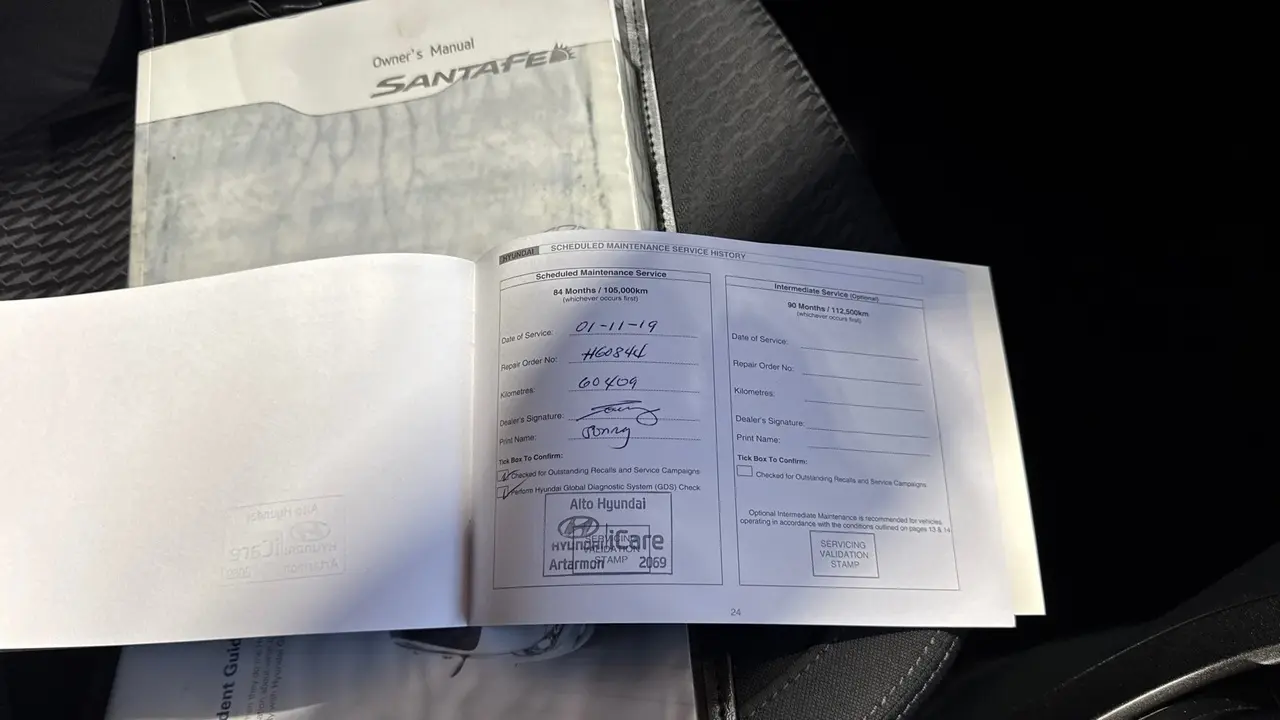 Owner's Manual
SANTA FE
HYUNDAI SCHEDULED MAINTENANCE SERVICE HISTORY
Scheduled Maintenance Service
84 Months / 105,000km
(whichever occurs first)
Date of Service: 01-11-19
Repair Order No: H60844
Kilometres: 60409
Dealer's Signature:
Print Name:
Tick Box To Confirm:
Checked for Outstanding Recalls and Service Campaigns
Perform Hyundai Global Diagnostic System (GDS) Check
Alto Hyundai
Hyundai iCare
SERVICING
VALIDATION
STAMP
Artarmon 2069
Intermediate Service (Optional)
90 Months / 112,500km
(whichever occurs first)
Date of Service:
Repair Order No:
Kilometres:
Dealer's Signature:
Print Name:
Tick Box To Confirm:
Checked for Outstanding Recalls and Service Campaigns
Optional Intermediate Maintenance is recommended for vehicles
operating in accordance with the conditions outlined on pages 13 & 14
SERVICING
VALIDATION
STAMP
24